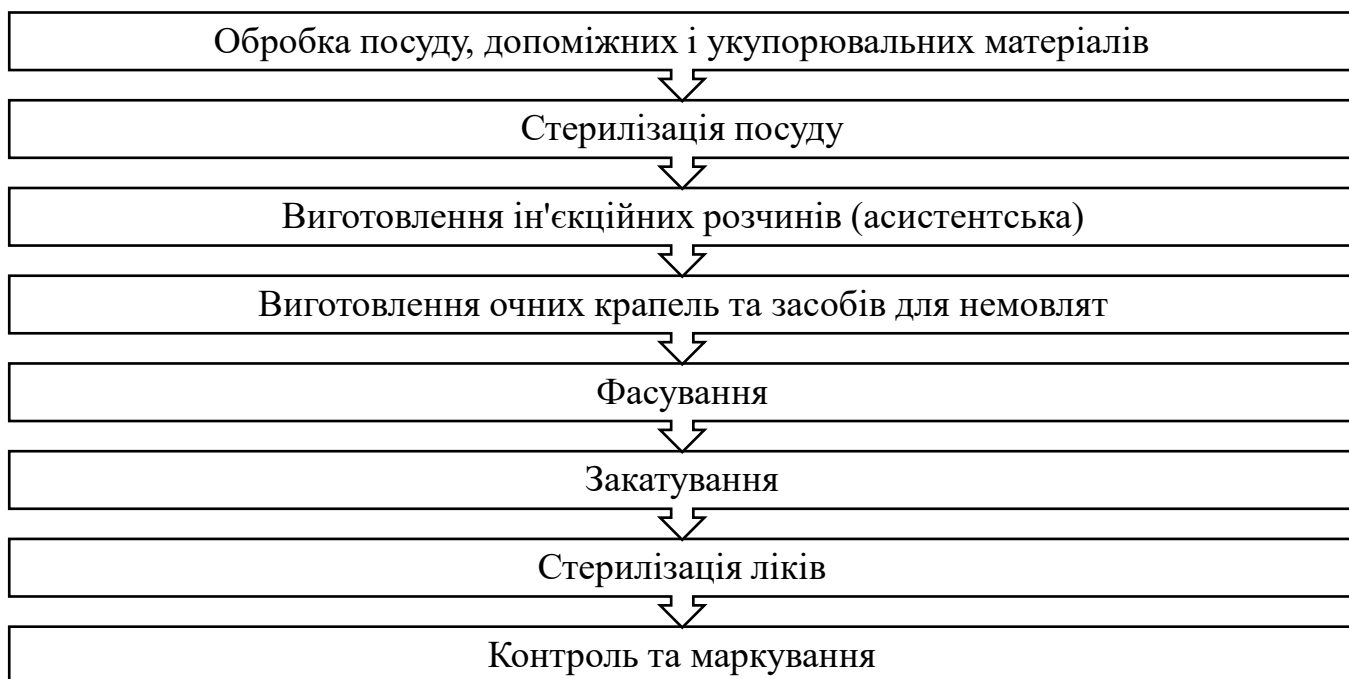 Обробка посуду, допоміжних і укупорювальних матеріалів
Стерилізація посуду
Виготовлення ін'єкційних розчинів (асистентська)
Виготовлення очних крапель та засобів для немовлят
Фасування
Закатування
Стерилізація ліків
Контроль та маркування